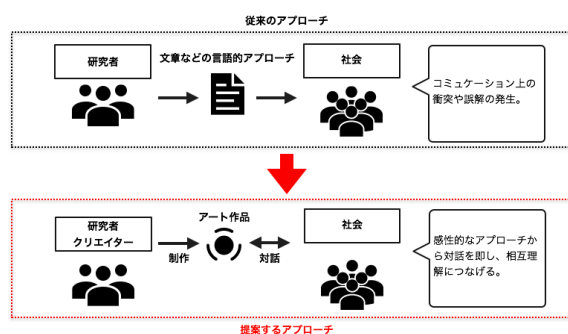 従来のアプローチ
研究者
文章などの言語的アプローチ
社会
コミュケーション上の
衝突や誤解の発生。
研究者
クリエイター
制作
アート作品
対話
社会
感性的なアプローチか
ら対話を即し、相互理
解につなげる。
提案するアプローチ